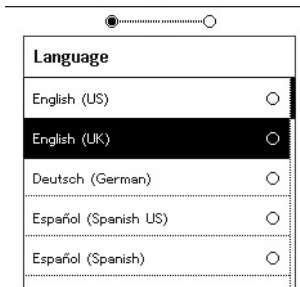 Language
English (US)
English (UK)
Deutsch (German)
Español (Spanish US)
Español (Spanish)